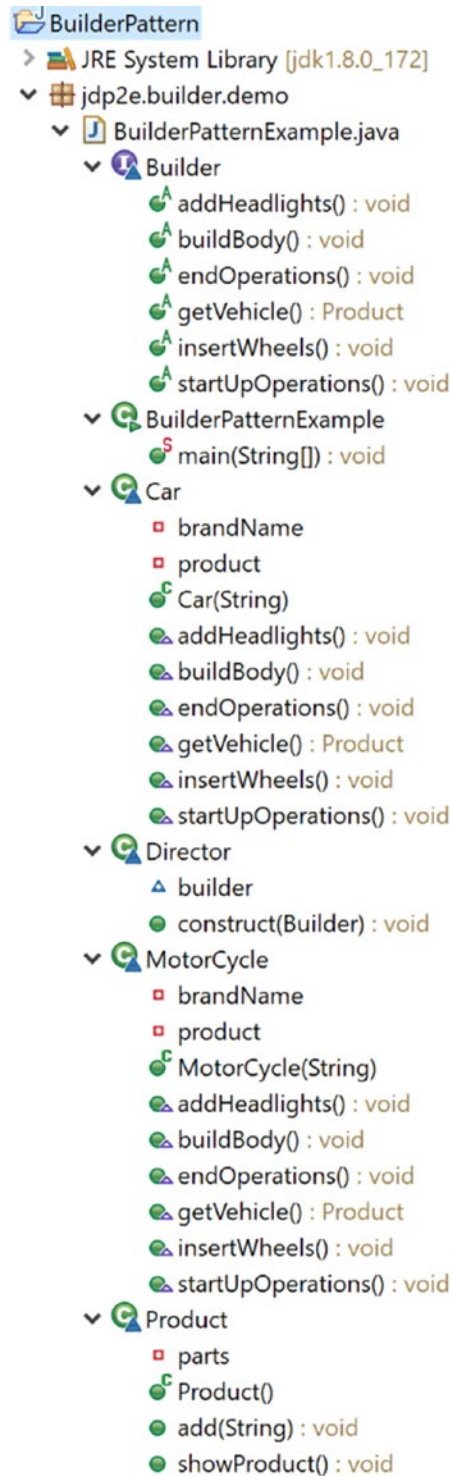 BuilderPattern
JRE System Library [jdk1.8.0_172]
jdp2e.builder.demo
BuilderPatternExample.java
Builder
addHeadlights() : void
buildBody() : void
endOperations() : void
getVehicle() : Product
insertWheels() : void
startUpOperations() : void
BuilderPatternExample
main(String[]) : void
Car
brandName
product
Car(String)
addHeadlights() : void
buildBody() : void
endOperations() : void
getVehicle() : Product
insertWheels() : void
startUpOperations() : void
Director
builder
construct(Builder) : void
MotorCycle
brandName
product
MotorCycle(String)
addHeadlights() : void
buildBody() : void
endOperations() : void
getVehicle() : Product
insertWheels() : void
startUpOperations() : void
Product
parts
Product()
add(String) : void
showProduct() : void